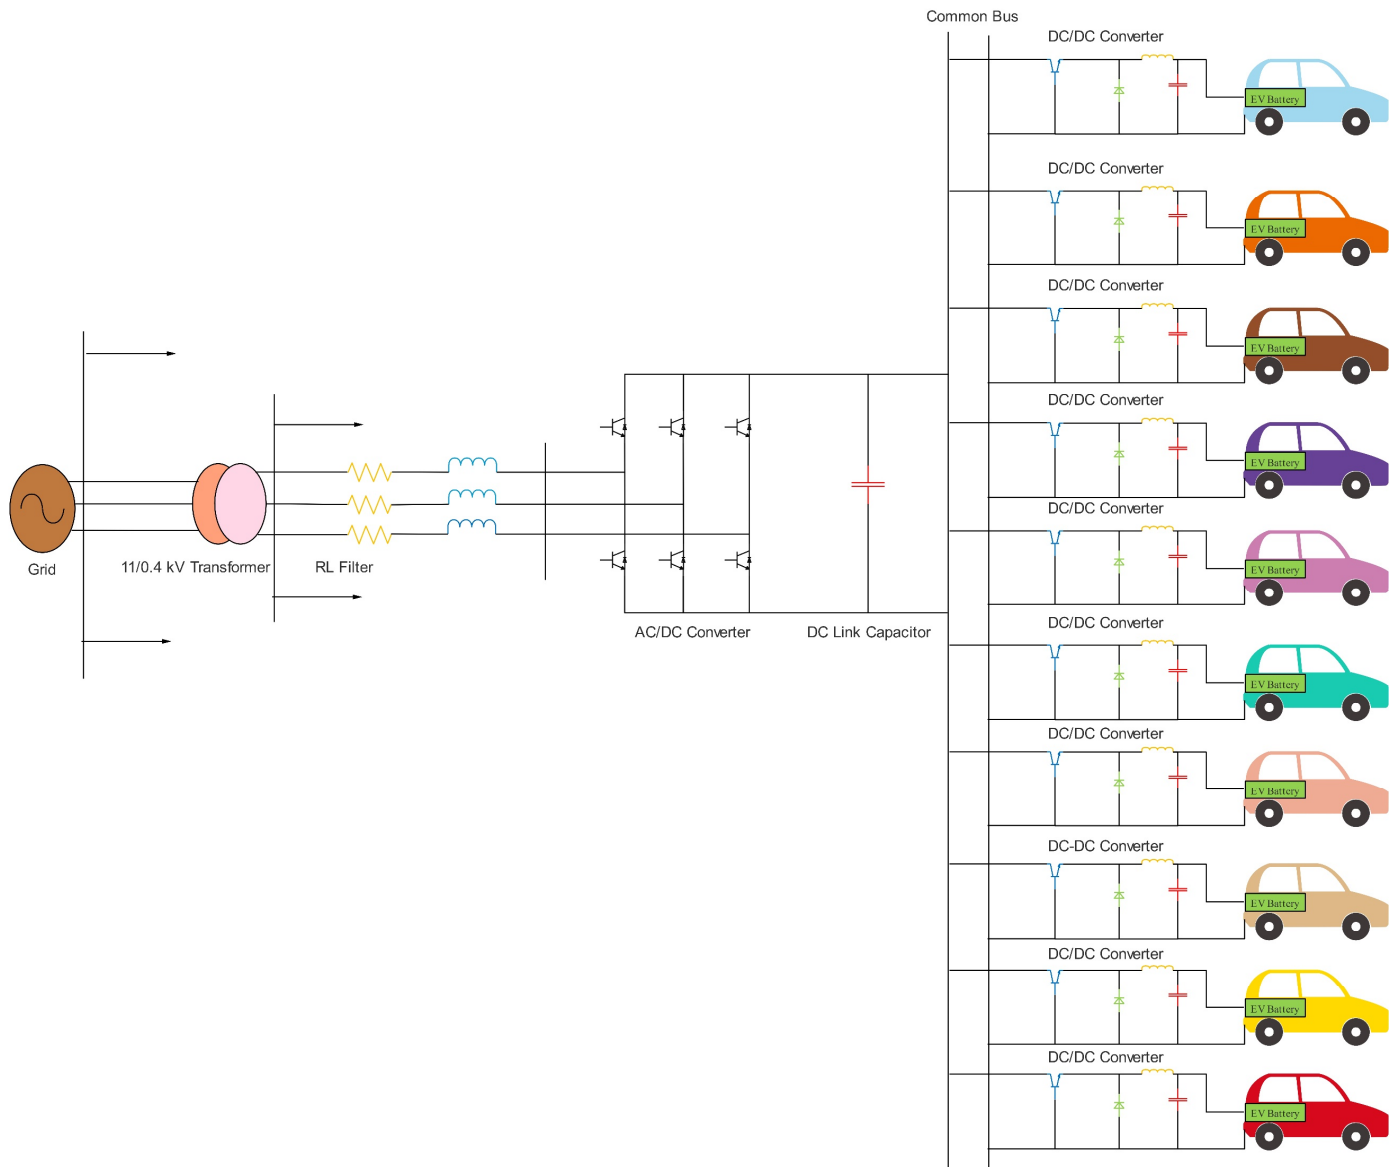 Common Bus
DC/DC Converter
EV Battery
DC/DC Converter
EV Battery
DC/DC Converter
EV Battery
DC/DC Converter
EV Battery
DC/DC Converter
EV Battery
Grid
11/0.4 kV Transformer
RL Filter
AC/DC Converter
DC Link Capacitor
DC/DC Converter
EV Battery
DC/DC Converter
EV Battery
DC-DC Converter
EV Battery
DC/DC Converter
EV Battery
DC/DC Converter
EV Battery